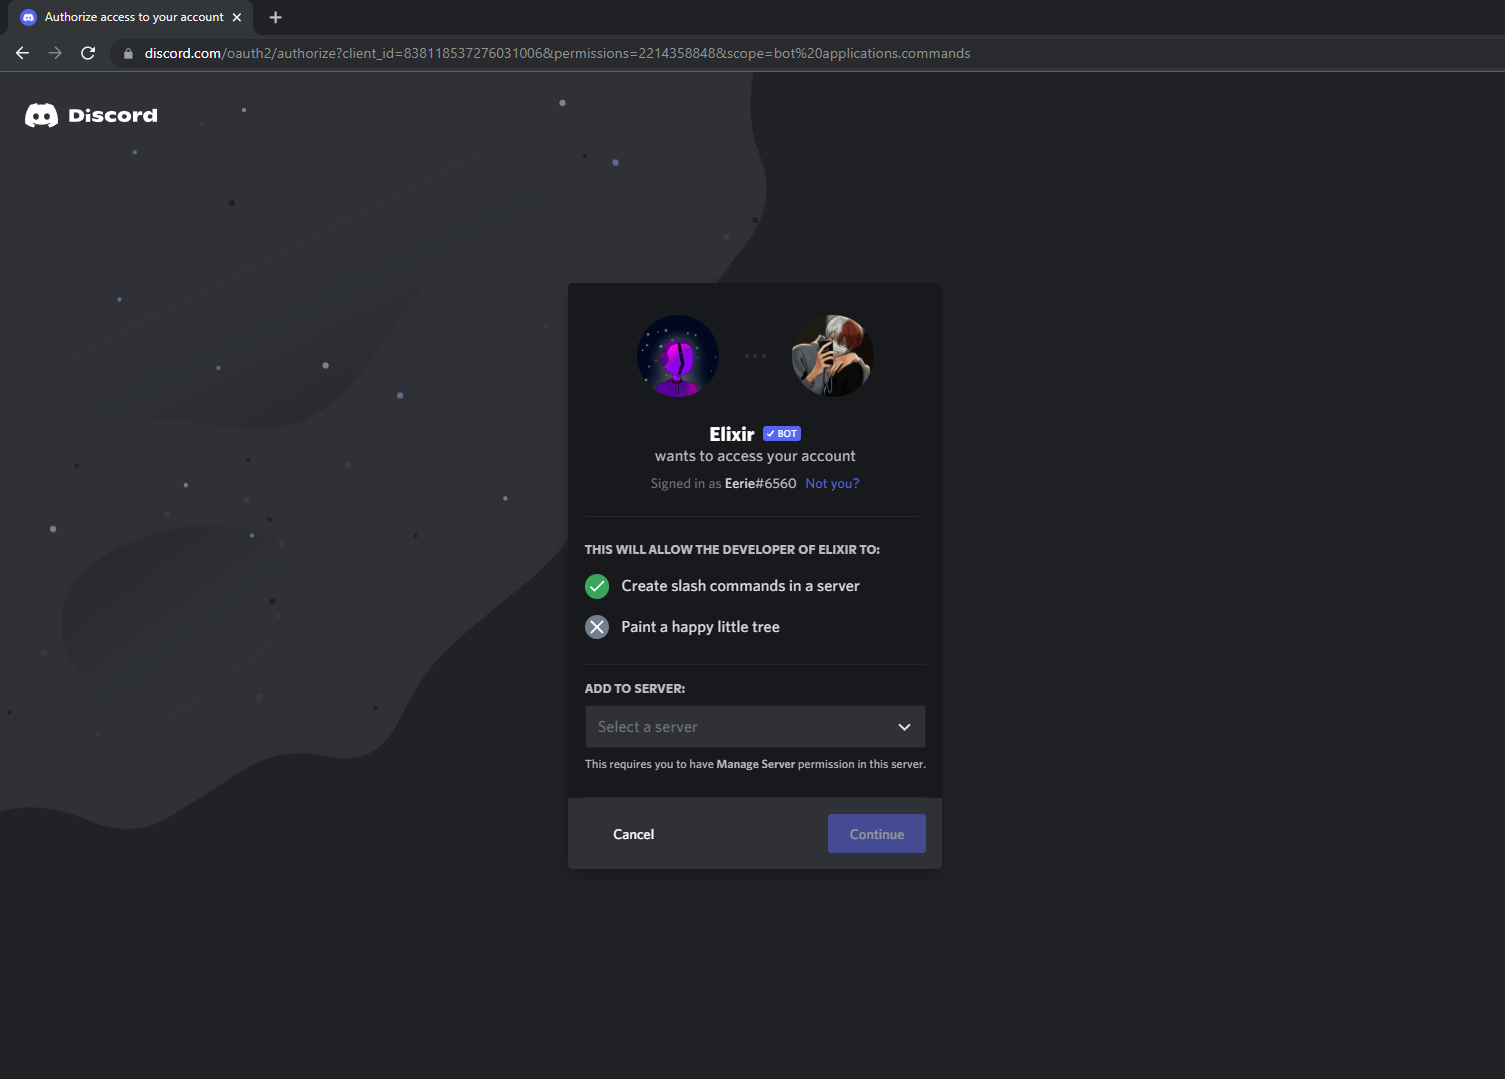 Authorize access to your account
discord.com/oauth2/authorize?client_id=838118537276031006&permissions=2214358848&scope=bot%20applications.commands
Discord
Elixir BOT
wants to access your account
Signed in as Eerie#6560 Not you?
THIS WILL ALLOW THE DEVELOPER OF ELIXIR TO:
Create slash commands in a server
Paint a happy little tree
ADD TO SERVER:
Select a server
This requires you to have Manage Server permission in this server.
Cancel
Continue